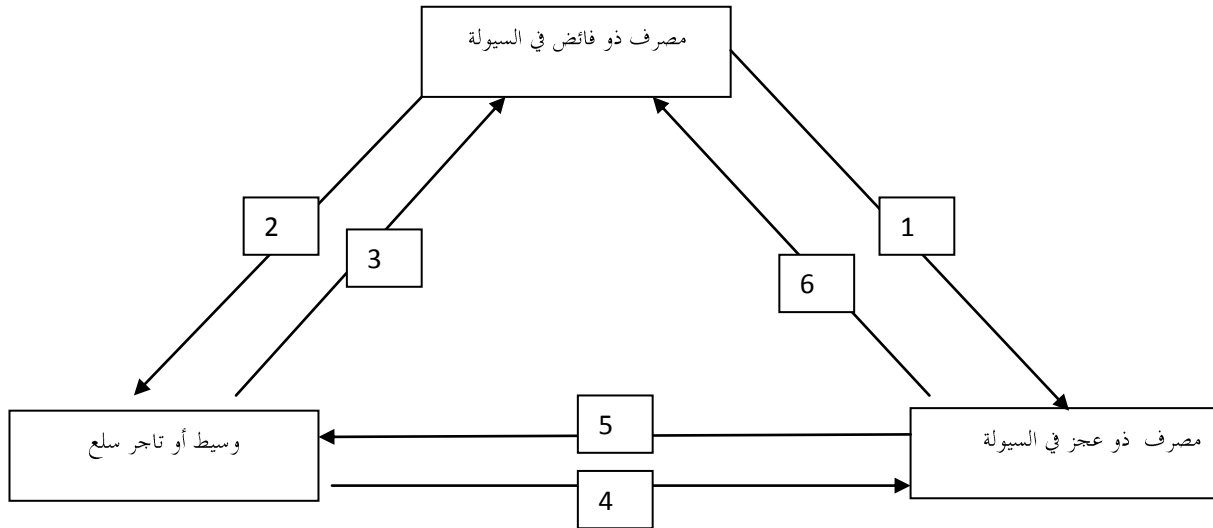 مصرف ذو فائض في السيولة
2
1
3
6
وسيط أو تاجر سلع
5
مصرف ذو عجز في السيولة
4